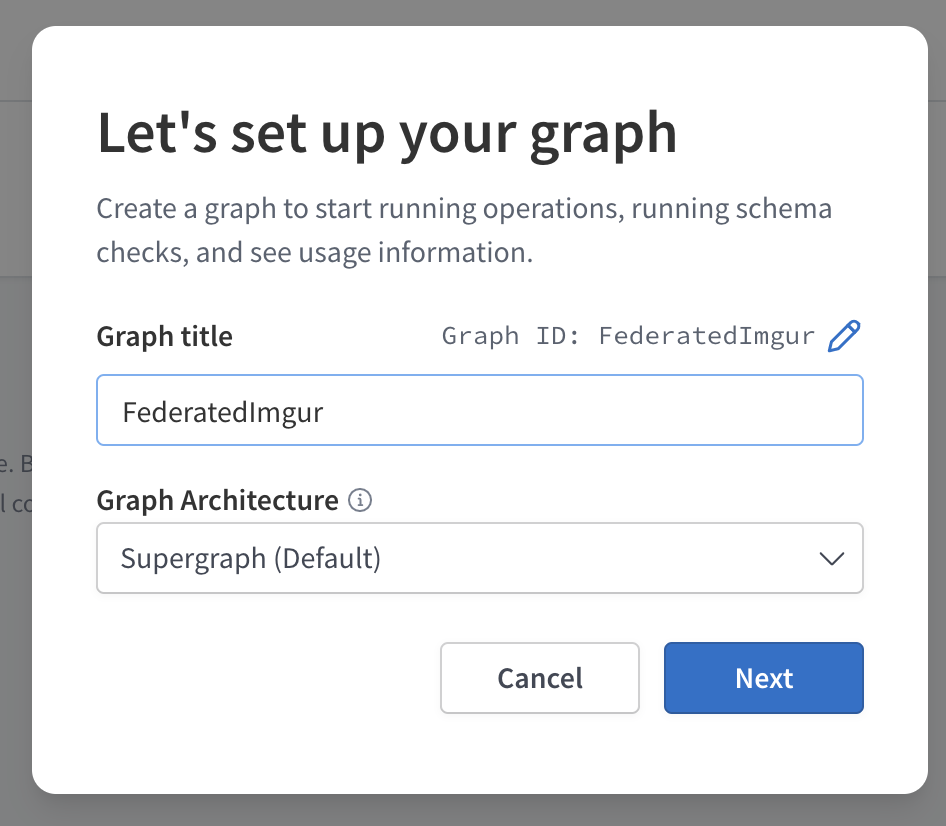 Let's set up your graph
Create a graph to start running operations, running schema
checks, and see usage information.
Graph title
Graph ID: FederatedImgur
FederatedImgur
Graph Architecture
Supergraph (Default)
Cancel
Next
e. B
l co